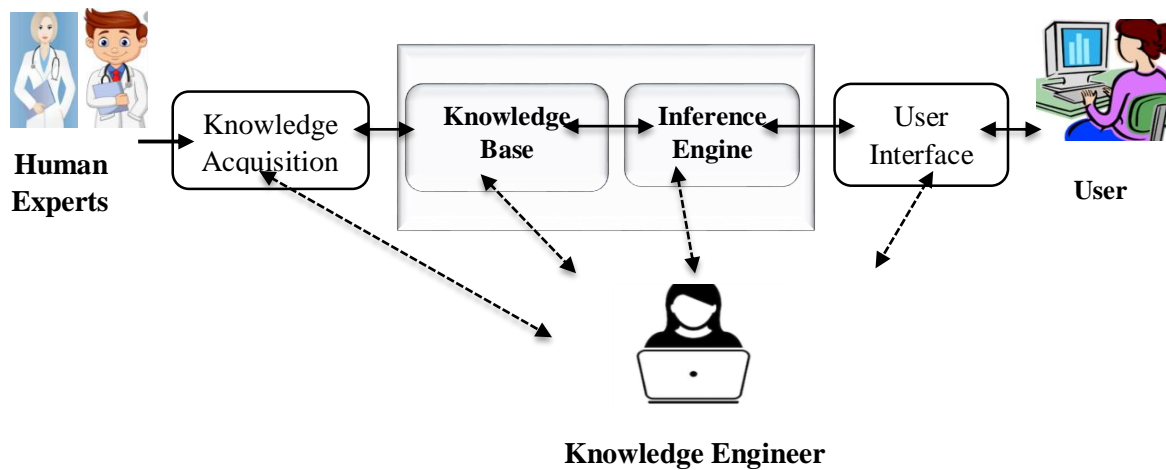 Human
Experts
Knowledge
Acquisition
Knowledge
Base
Inference
Engine
User
Interface
User
Knowledge Engineer